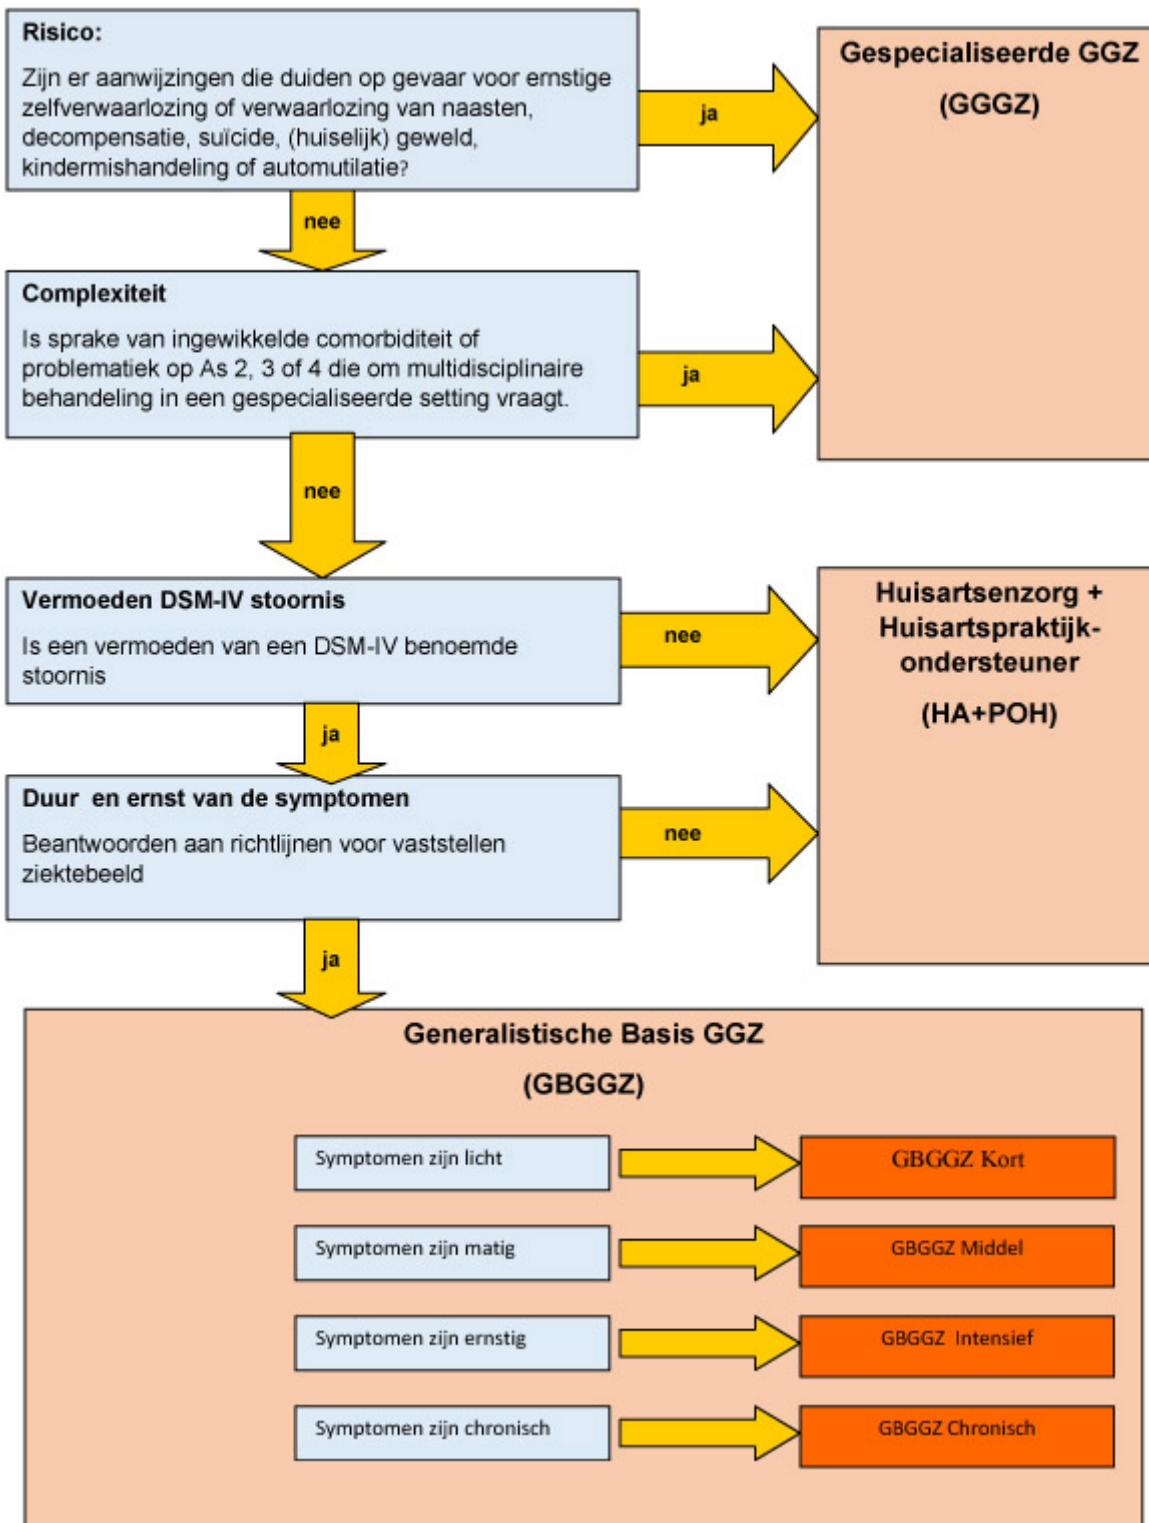 Risico:
Zijn er aanwijzingen die duiden op gevaar voor ernstige
zelfverwaarlozing of verwaarlozing van naasten,
decompensatie, suïcide, (huiselijk) geweld,
kindermishandeling of automutilatie?
ja
Gespecialiseerde GGZ
(GGGZ)
nee
Complexiteit
Is sprake van ingewikkelde comorbiditeit of
problematiek op As 2, 3 of 4 die om multidisciplinaire
behandeling in een gespecialiseerde setting vraagt.
ja
nee
Vermoeden DSM-IV stoornis
Is een vermoeden van een DSM-IV benoemde
stoornis
nee
Huisartsenzorg +
Huisartspraktijk-
ondersteuner
(HA+POH)
ja
Duur en ernst van de symptomen
Beantwoorden aan richtlijnen voor vaststellen
ziektebeeld
nee
ja
Generalistische Basis GGZ
(GBGGZ)
Symptomen zijn licht
GBGGZ Kort
Symptomen zijn matig
GBGGZ Middel
Symptomen zijn ernstig
GBGGZ Intensief
Symptomen zijn chronisch
GBGGZ Chronisch